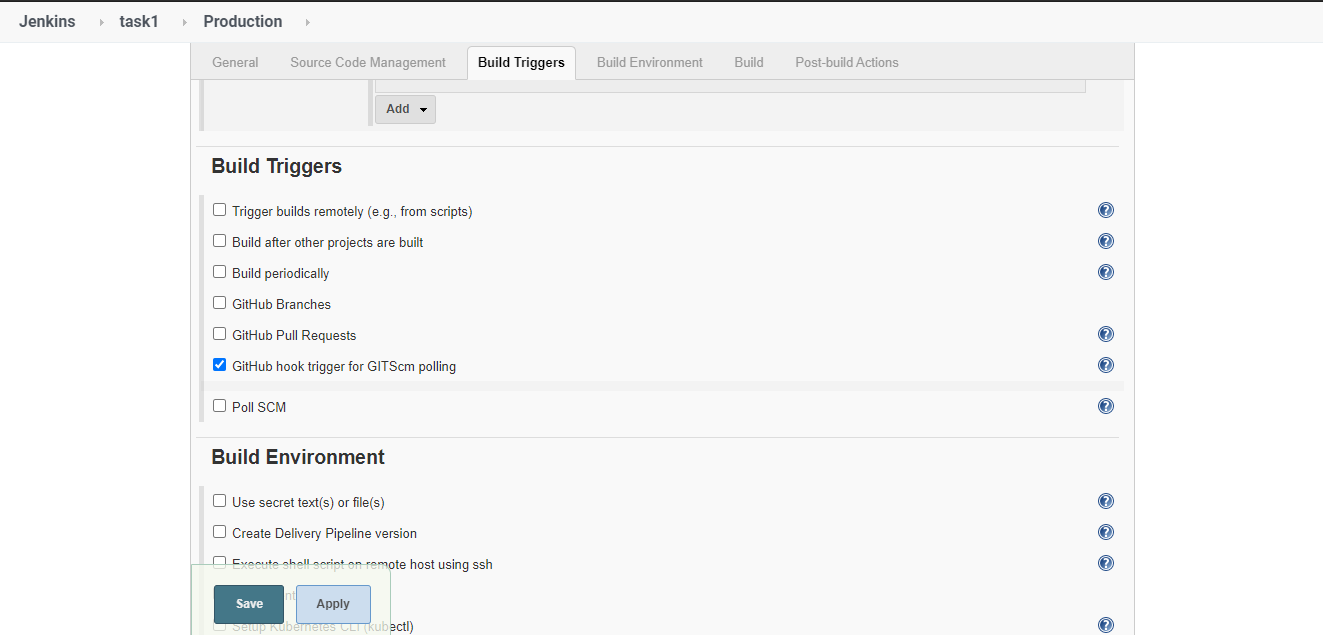 Jenkins task1 Production
General Source Code Management Build Triggers Build Environment Build Post-build Actions
Add
Build Triggers
Trigger builds remotely (e.g., from scripts)
Build after other projects are built
Build periodically
GitHub Branches
GitHub Pull Requests
GitHub hook trigger for GITScm polling
Poll SCM
Build Environment
Use secret text(s) or file(s)
Create Delivery Pipeline version
Execute shell script on remote host using ssh
Save Apply
Setup Kubernetes CLI (kubectl)